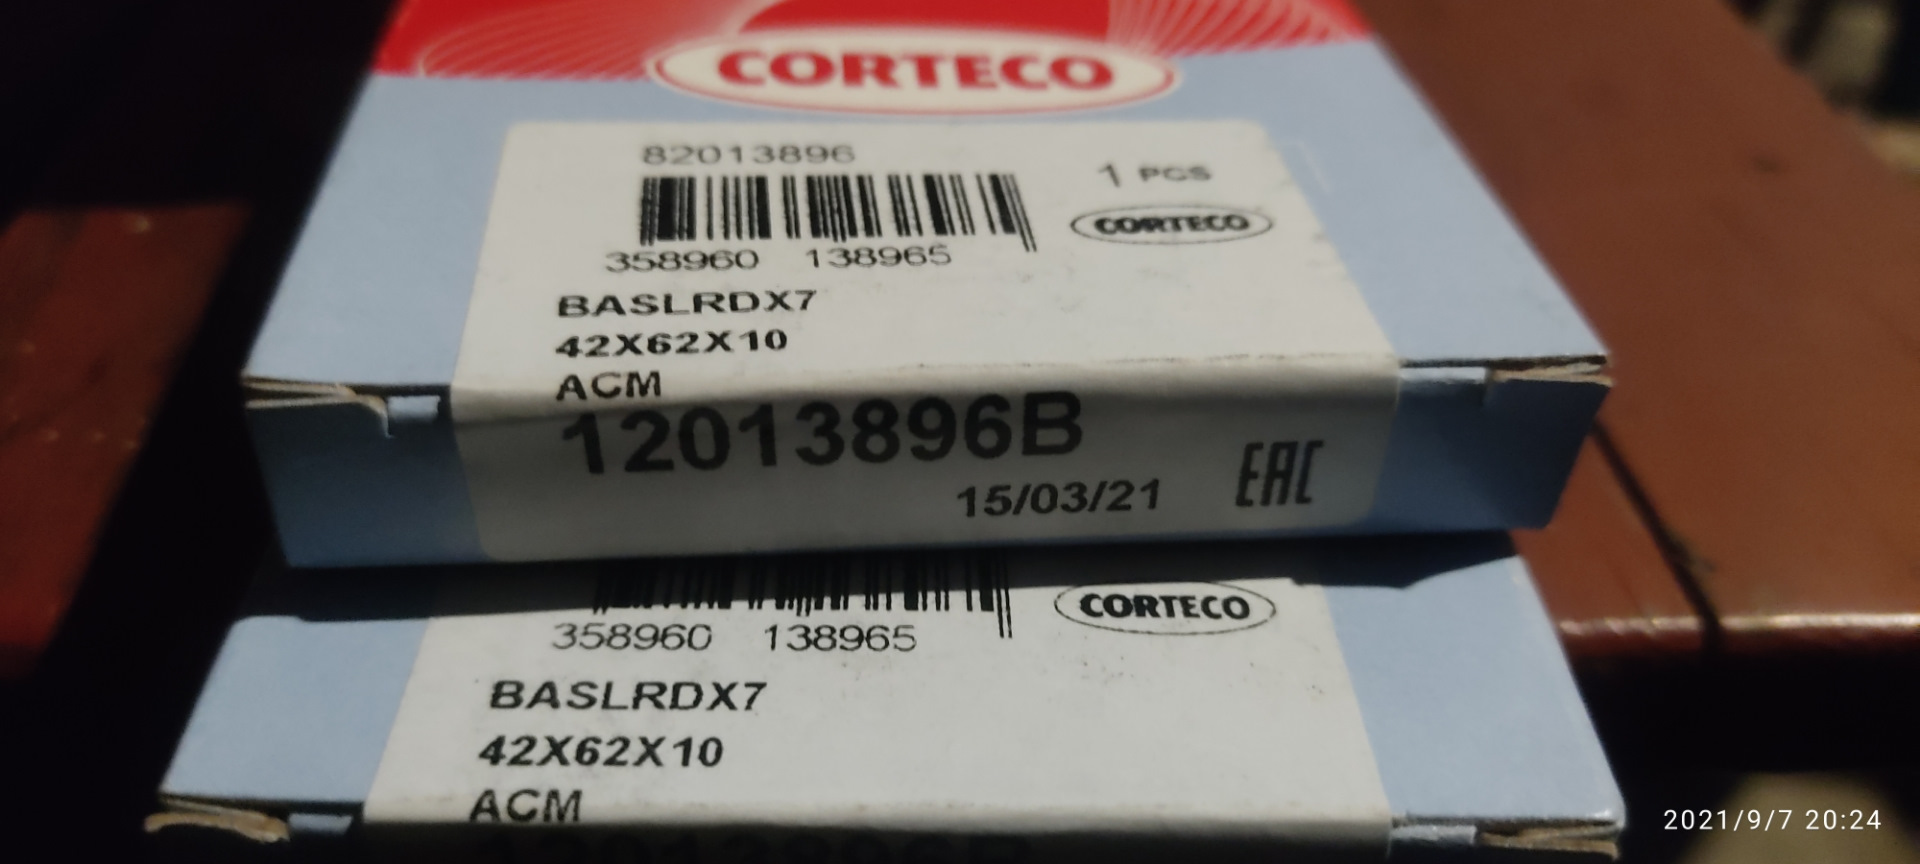 CORTECO
82013896
1 PCS
CORTECO
358960 138965
BASLRDX7
42X62X10
ACM
12013896B
15/03/21
EAC
CORTECO
358960 138965
BASLRDX7
42X62X10
ACM
2021/9/7 20:24